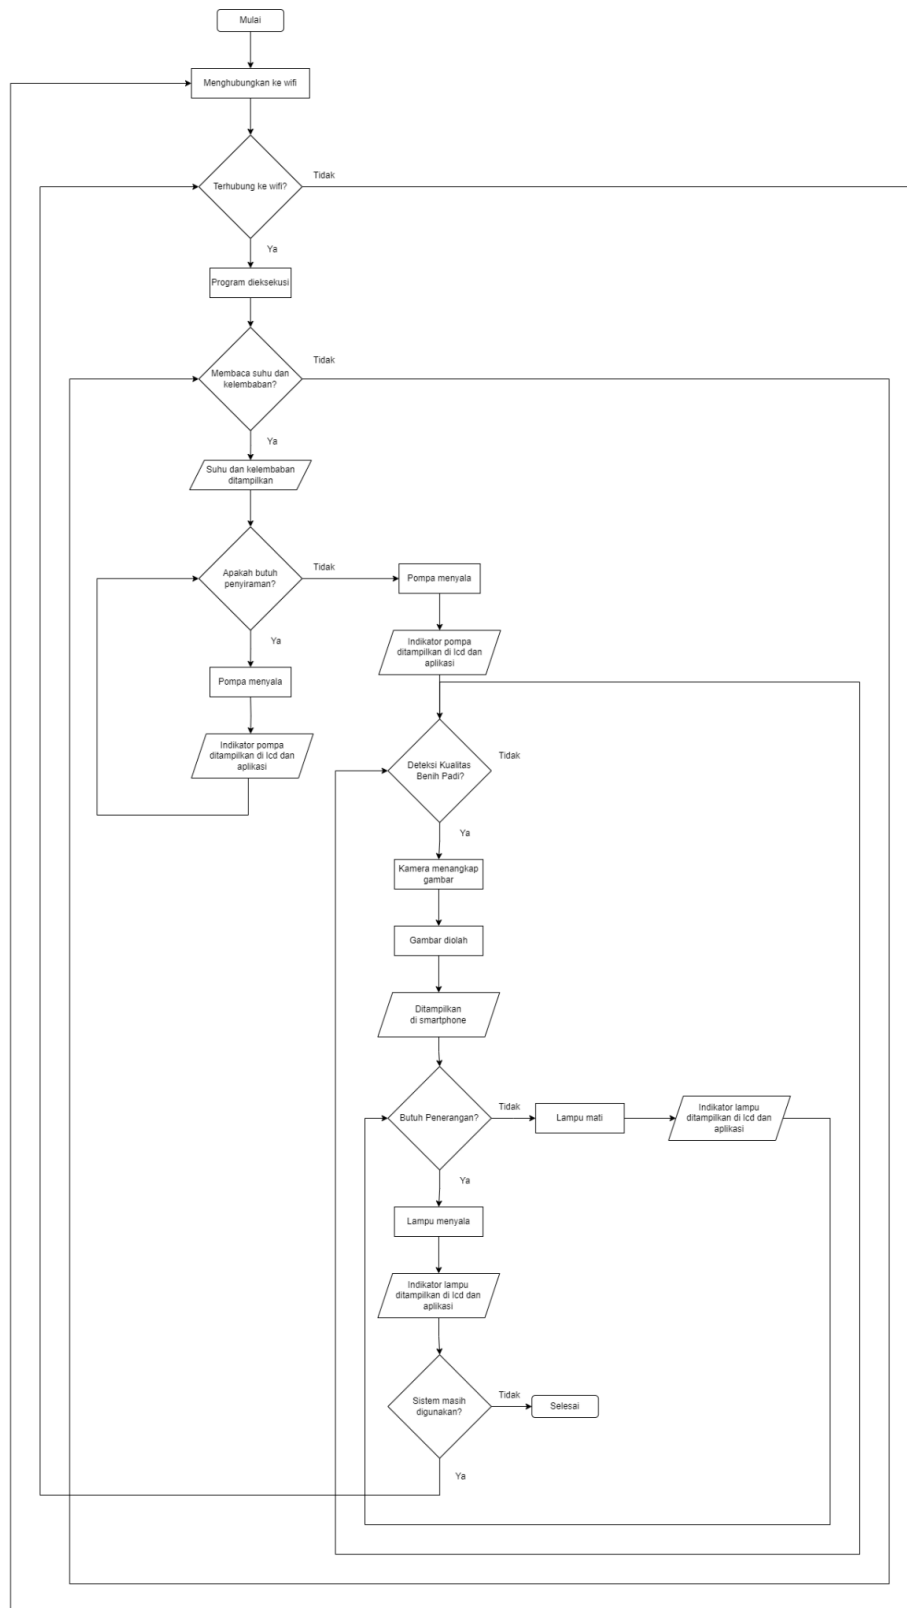 Mulai
Menghubungkan ke wifi
Terhubung ke wifi?
Tidak
Ya
Program dieksekusi
Membaca suhu dan
kelembaban?
Tidak
Ya
Suhu dan kelembaban
ditampilkan
Apakah butuh
penyiraman?
Tidak
Ya
Pompa menyala
Indikator pompa
ditampilkan di lcd dan
aplikasi
Pompa menyala
Indikator pompa
ditampilkan di lcd dan
aplikasi
Deteksi Kualitas
Benih Padi?
Tidak
Ya
Kamera menangkap
gambar
Gambar diolah
Ditampilkan
di smartphone
Butuh Penerangan?
Tidak
Lampu mati
Indikator lampu
ditampilkan di lcd dan
aplikasi
Ya
Lampu menyala
Indikator lampu
ditampilkan di lcd dan
aplikasi
Sistem masih
digunakan?
Tidak
Selesai
Ya